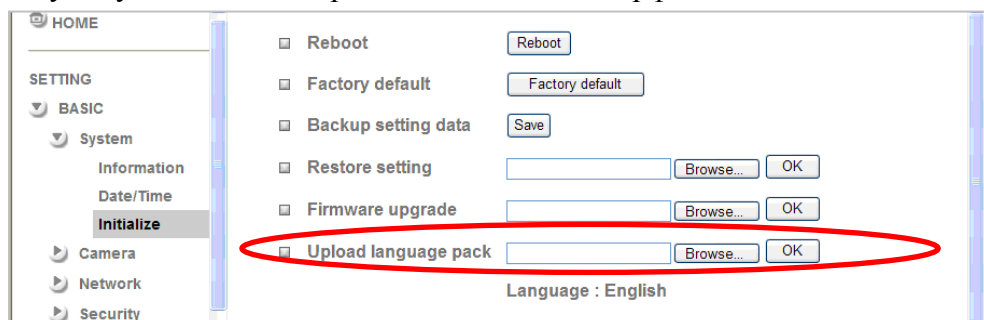 HOME
Reboot Reboot
SETTING
Factory default Factory default
BASIC
Backup setting data Save
System
Information
Restore setting Browse... OK
Date/Time
Firmware upgrade Browse... OK
Initialize
Upload language pack Browse... OK
Camera
Network
Language : English
Security